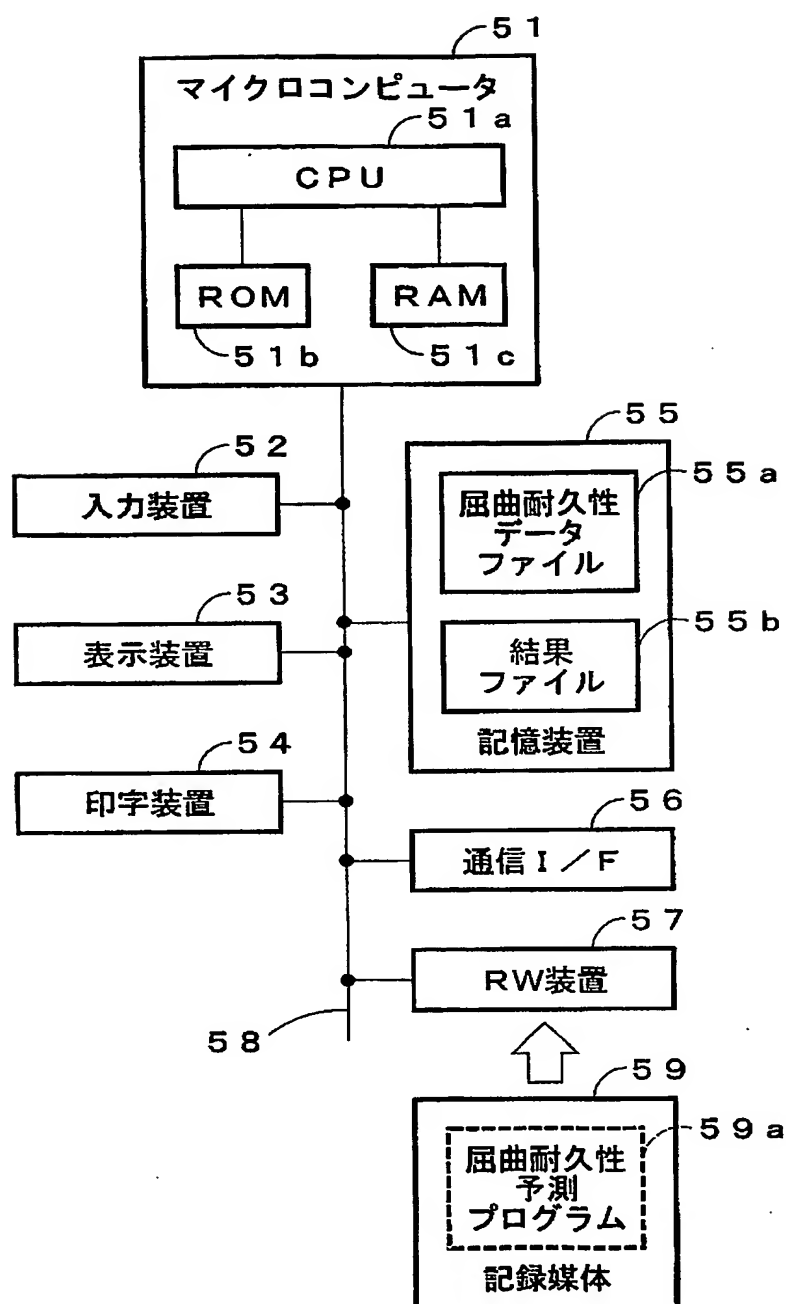 51
マイクロコンピュータ
51a
CPU
ROM
RAM
51b
51c
52
入力装置
53
表示装置
54
印字装置
55
55a
屈曲耐久性
データ
ファイル
55b
結果
ファイル
記憶装置
56
通信I／F
57
RW装置
58
59
59a
屈曲耐久性
予測
プログラム
記録媒体